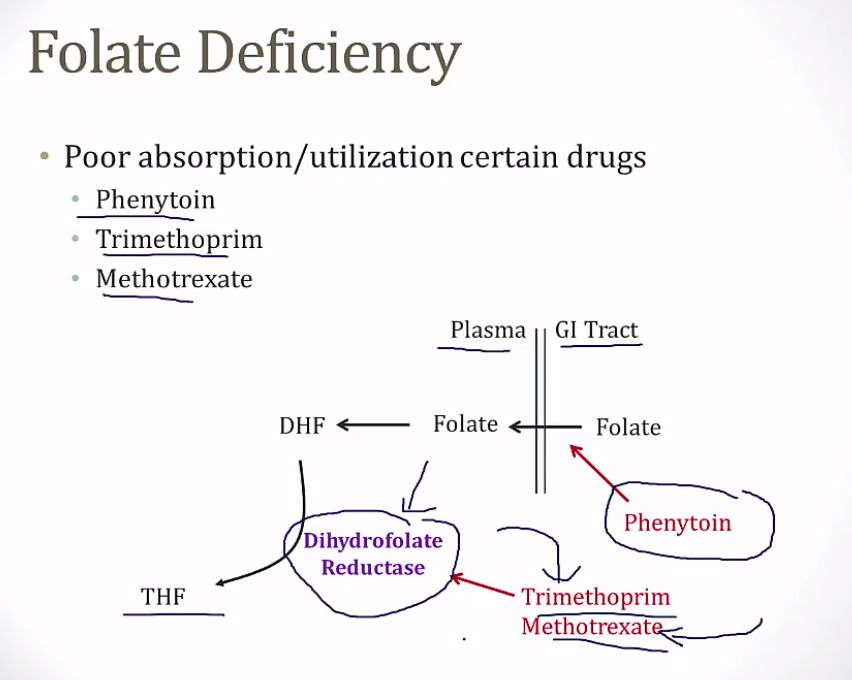 Folate Deficiency
• Poor absorption/utilization certain drugs
• Phenytoin
• Trimethoprim
• Methotrexate
Plasma GI Tract
DHF Folate Folate
Phenytoin
Dihydrofolate
Reductase
THF
Trimethoprim
Methotrexate